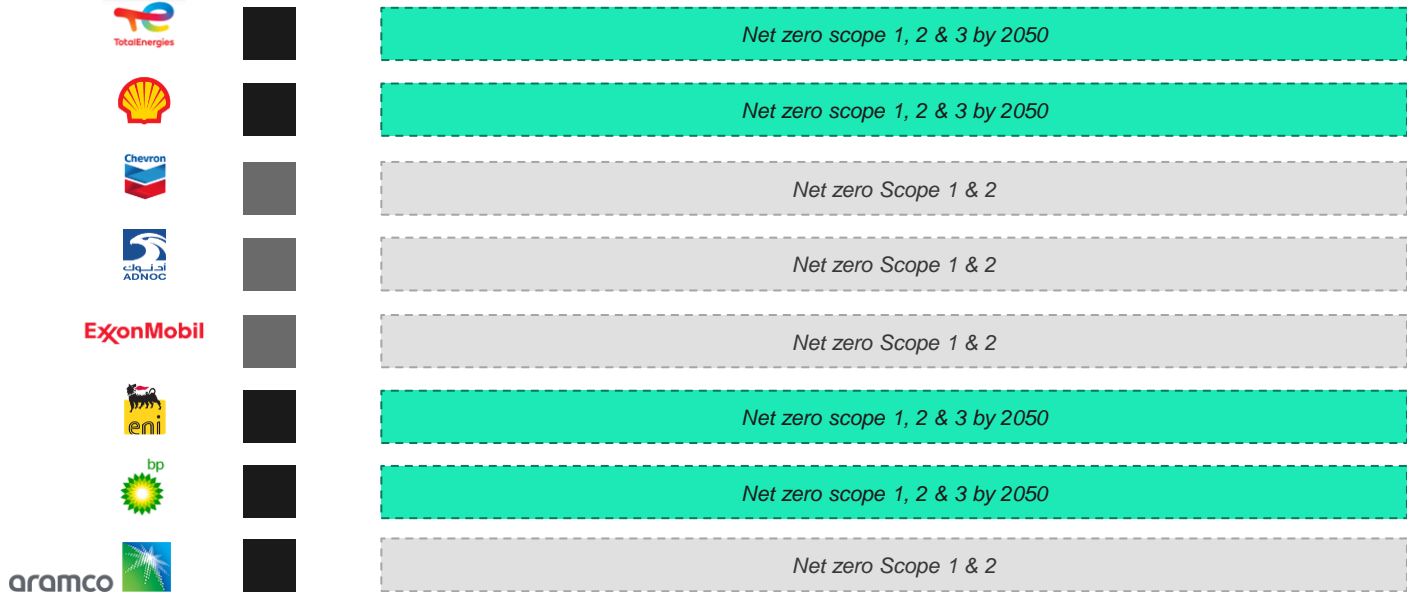 TotalEnergies
Net zero scope 1, 2 & 3 by 2050
Net zero scope 1, 2 & 3 by 2050
Chevron
Net zero Scope 1 & 2
أدنوك
ADNOC
Net zero Scope 1 & 2
ExxonMobil
Net zero Scope 1 & 2
eni
Net zero scope 1, 2 & 3 by 2050
bp
Net zero scope 1, 2 & 3 by 2050
aramco
Net zero Scope 1 & 2